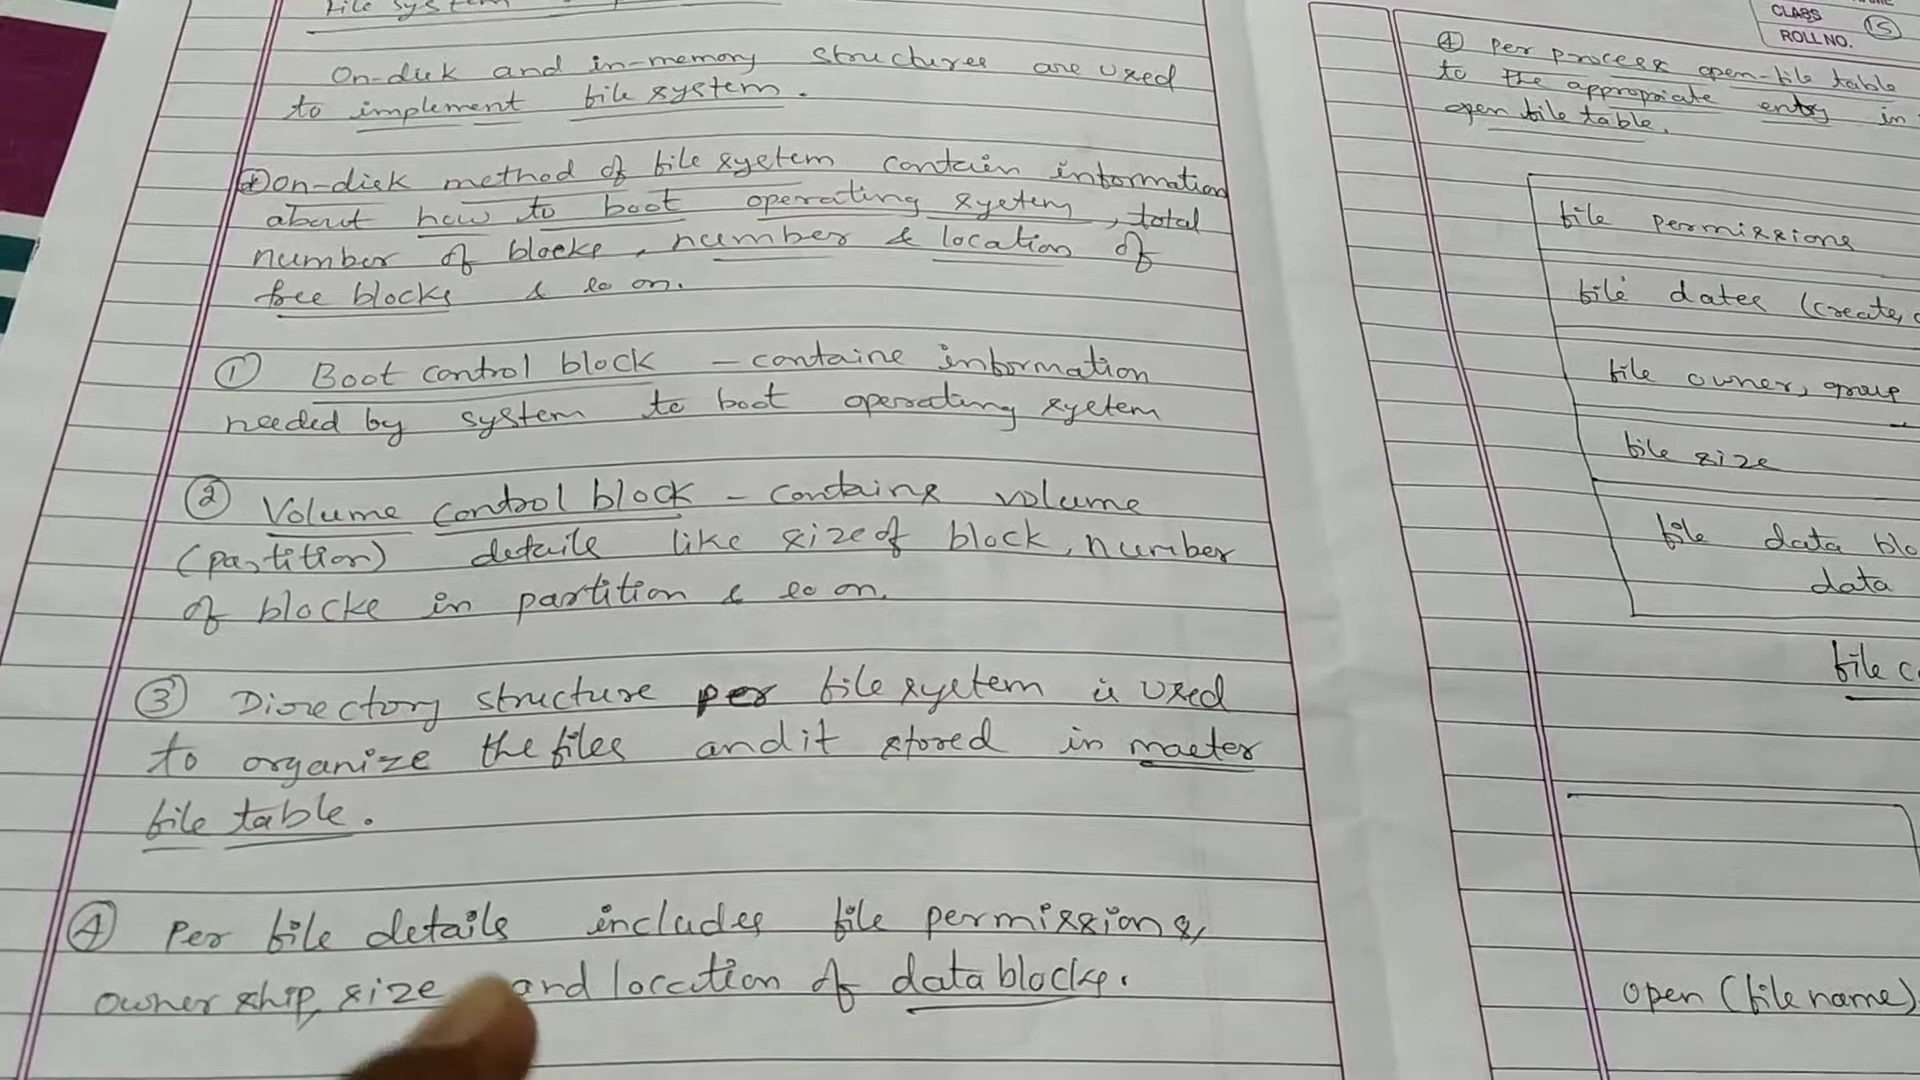 File system
On-disk and in-memory structures are used
to implement file system.
On-disk method of file system contain information
about how to boot operating system, total
number of blocks, number & location of
free blocks & so on.
① Boot control block - contains information
needed by system to boot operating system
② Volume control block - contains volume
(partition) details like size of block, number
of blocks in partition & so on.
③ Directory structure per file system is used
to organize the files and it stored in master
file table.
④ Per file details includes file permissions,
ownership, size and location of data blocks.
CLASS 15
ROLL NO.
④ Per process open-file table
to the appropriate entry in
open file table.
file permissions
file dates (create,
file owner, group
file size
file data
data
file
open (file name)